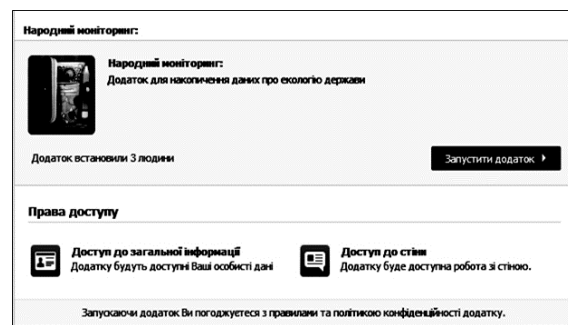 Народний моніторинг:
Народний моніторинг:
Додаток для накопичення даних про екологію держави
Додаток встановили 3 людини
Запустити додаток
Права доступу
Доступ до загальної інформації
Додатку будуть доступні Ваші особисті дані
Доступ до стіни
Додатку буде доступна робота зі стіною.
Запускаючи додаток Ви погоджуєтеся з правилами та політикою конфіденційності додатку.